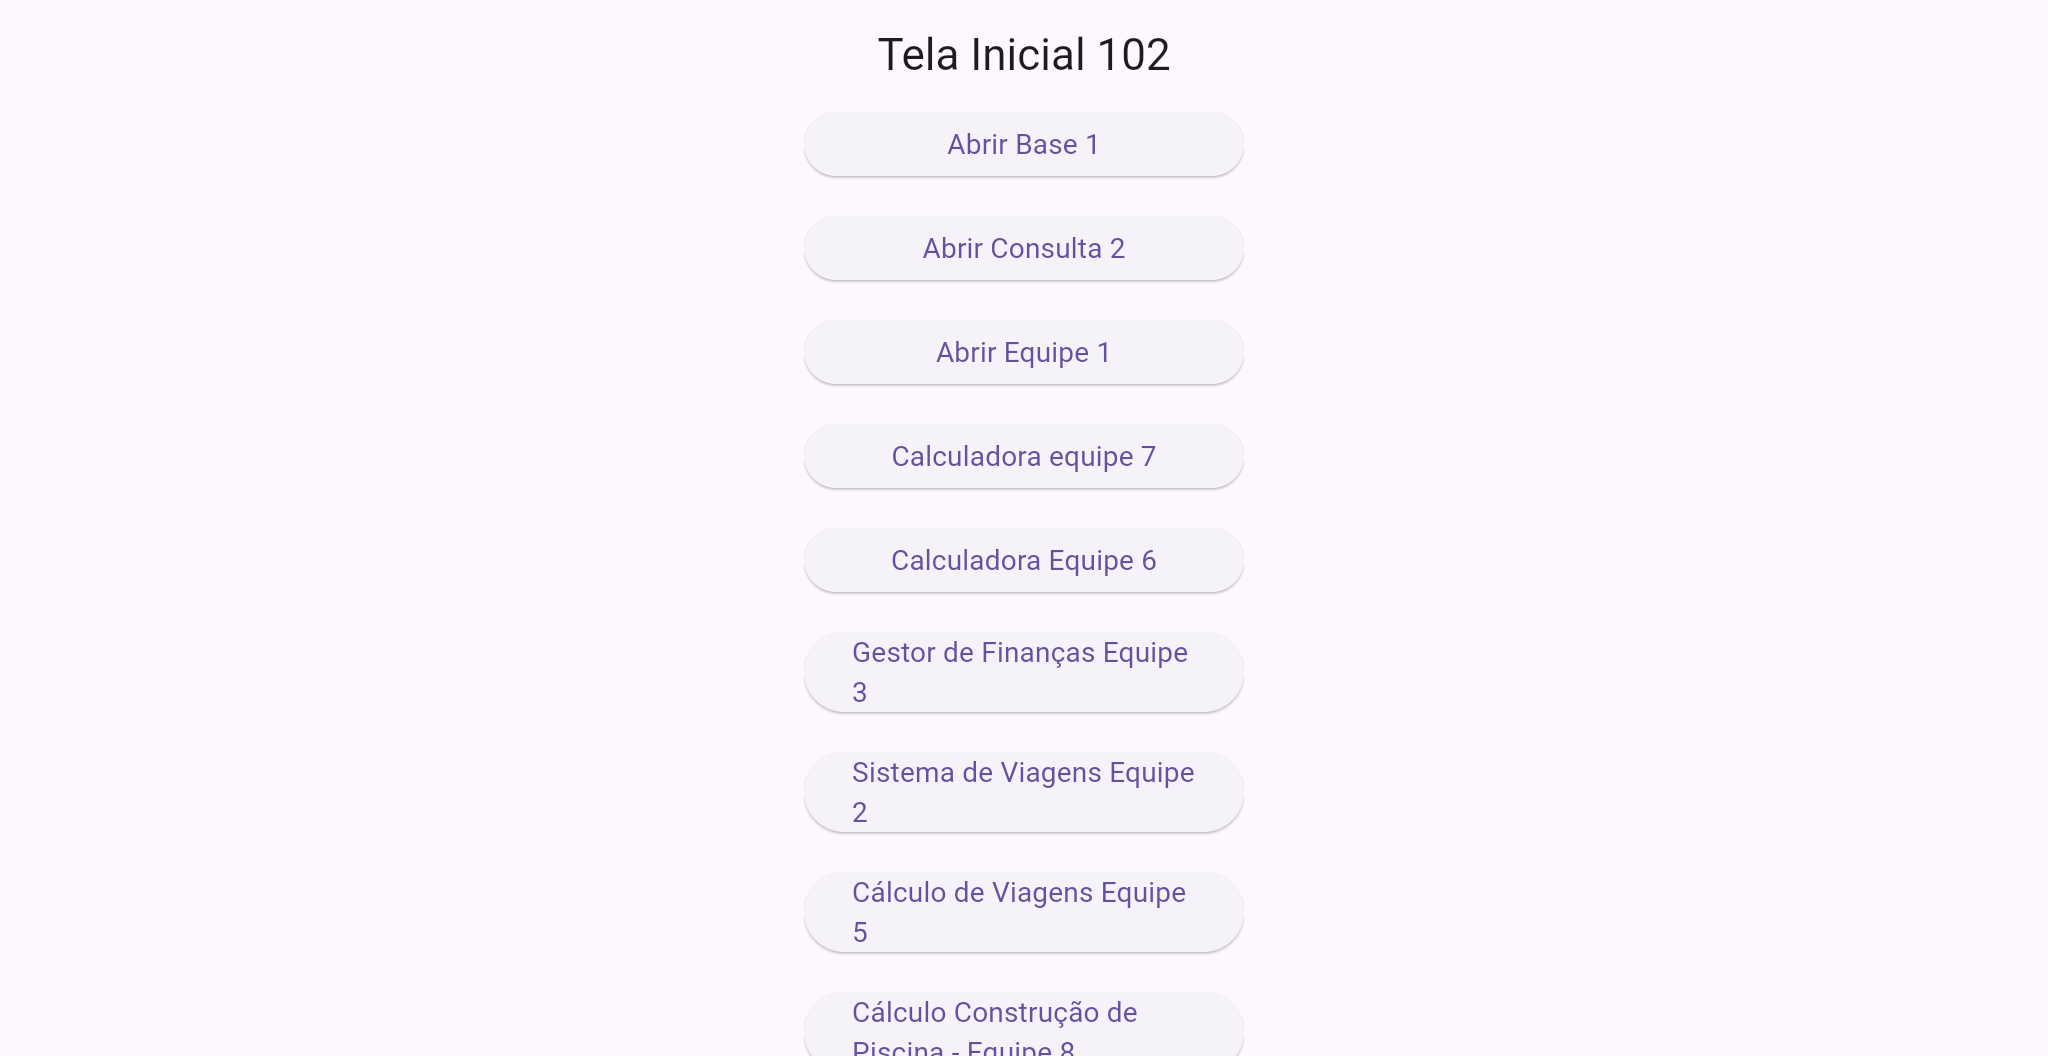 Tela Inicial 102
Abrir Base 1
Abrir Consulta 2
Abrir Equipe 1
Calculadora equipe 7
Calculadora Equipe 6
Gestor de Finanças Equipe
3
Sistema de Viagens Equipe
2
Cálculo de Viagens Equipe
5
Cálculo Construção de
Piscina - Equipe 8